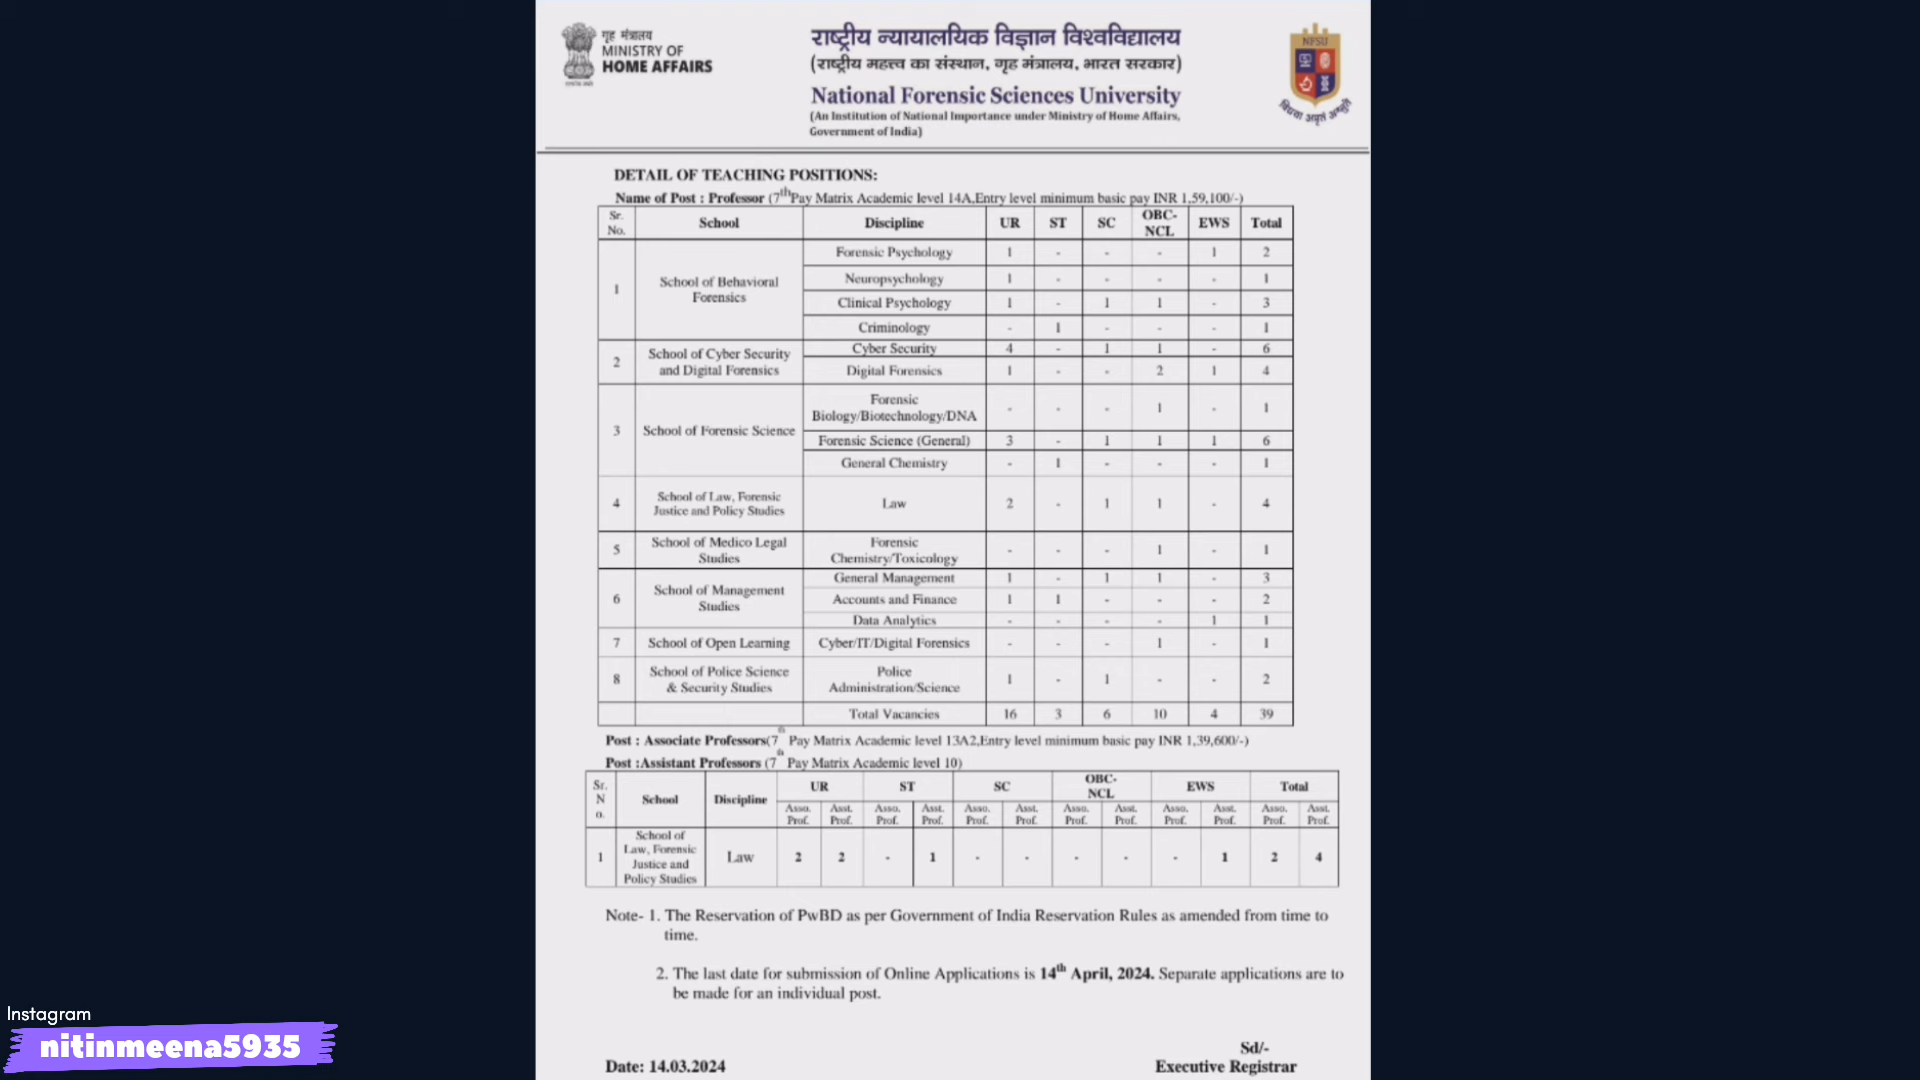 गृह मंत्रालय
MINISTRY OF
HOME AFFAIRS
राष्ट्रीय न्यायालयिक विज्ञान विश्वविद्यालय
(राष्ट्रीय महत्त्व का संस्थान, गृह मंत्रालय, भारत सरकार)
National Forensic Sciences University
(An Institution of National Importance under Ministry of Home Affairs,
Government of India)
NFSU
DETAIL OF TEACHING POSITIONS:
Name of Post : Professor (7th Pay Matrix Academic level 14A,Entry level minimum basic pay INR 1,59,100/-)
Sr. No. School Discipline UR ST SC OBC-NCL EWS Total
1 School of Behavioral Forensics Forensic Psychology 1 - - - 1 2
Neuropsychology 1 - - - - 1
Clinical Psychology 1 - 1 1 - 3
Criminology - 1 - - - 1
2 School of Cyber Security and Digital Forensics Cyber Security 4 - 1 1 - 6
Digital Forensics 1 - - 2 1 4
3 School of Forensic Science Forensic Biology/Biotechnology/DNA - - - 1 - 1
Forensic Science (General) 3 - 1 1 1 6
General Chemistry - 1 - - - 1
4 School of Law, Forensic Justice and Policy Studies Law 2 - 1 1 - 4
5 School of Medico Legal Studies Forensic Chemistry/Toxicology - - - 1 - 1
6 School of Management Studies General Management 1 - 1 1 - 3
Accounts and Finance 1 1 - - - 2
Data Analytics - - - - 1 1
7 School of Open Learning Cyber/IT/Digital Forensics - - - 1 - 1
8 School of Police Science & Security Studies Police Administration/Science 1 - 1 - - 2
Total Vacancies 16 3 6 10 4 39
Post : Associate Professors(7th Pay Matrix Academic level 13A2,Entry level minimum basic pay INR 1,39,600/-)
Post :Assistant Professors (7th Pay Matrix Academic level 10)
Sr. N o. School Discipline UR ST SC OBC-NCL EWS Total
Asso. Prof. Asst. Prof. Asso. Prof. Asst. Prof. Asso. Prof. Asst. Prof. Asso. Prof. Asst. Prof. Asso. Prof. Asst. Prof. Asso. Prof. Asst. Prof.
1 School of Law, Forensic Justice and Policy Studies Law 2 2 - 1 - - - - - 1 2 4
Note- 1. The Reservation of PwBD as per Government of India Reservation Rules as amended from time to
time.
2. The last date for submission of Online Applications is 14th April, 2024. Separate applications are to
be made for an individual post.
Sd/-
Date: 14.03.2024 Executive Registrar
Instagram
nitinmeena5935